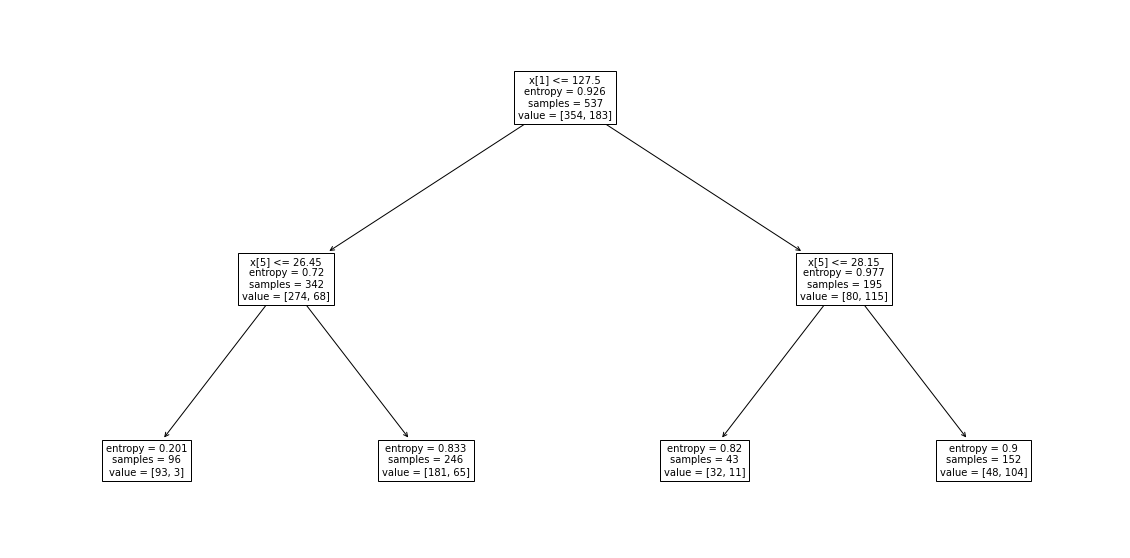 x[1] <= 127.5
entropy = 0.926
samples = 537
value = [354, 183]
x[5] <= 26.45
entropy = 0.72
samples = 342
value = [274, 68]
x[5] <= 28.15
entropy = 0.977
samples = 195
value = [80, 115]
entropy = 0.201
samples = 96
value = [93, 3]
entropy = 0.833
samples = 246
value = [181, 65]
entropy = 0.82
samples = 43
value = [32, 11]
entropy = 0.9
samples = 152
value = [48, 104]